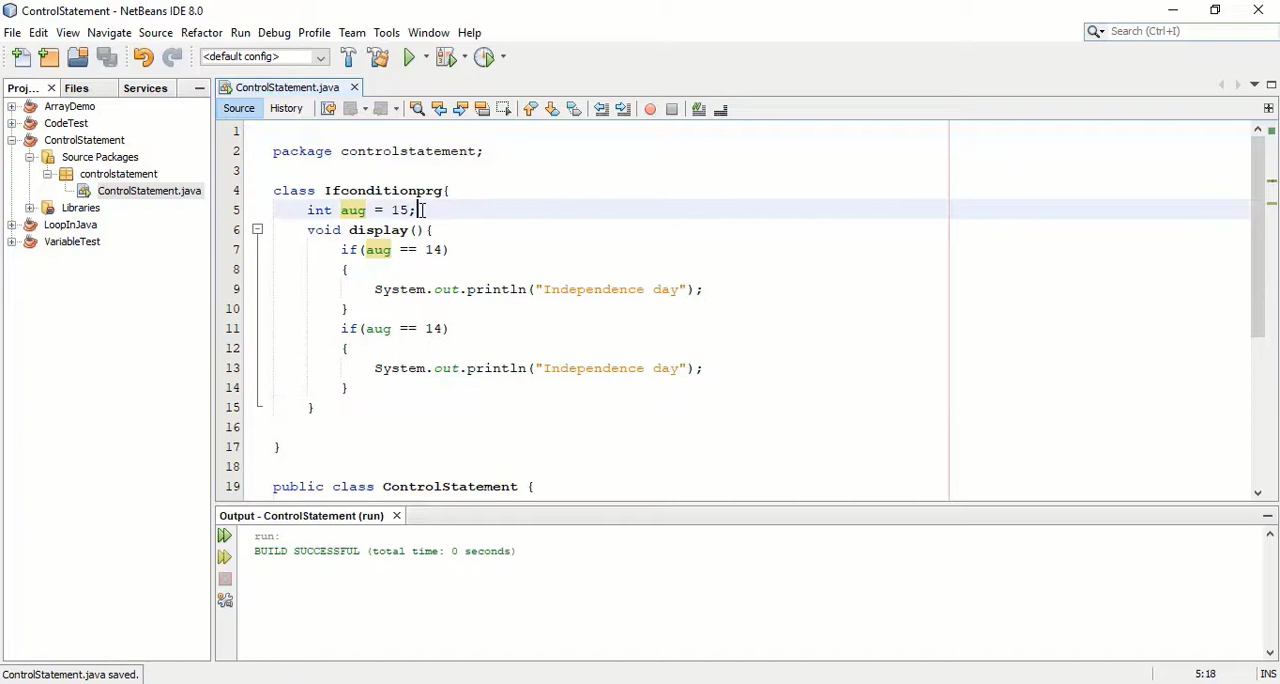 ControlStatement - NetBeans IDE 8.0
File Edit View Navigate Source Refactor Run Debug Profile Team Tools Window Help
Search (Ctrl+I)
<default config>
Proj... Files Services
ControlStatement.java
Source History
ArrayDemo
CodeTest
ControlStatement
Source Packages
controlstatement
ControlStatement.java
Libraries
LoopInJava
VariableTest
1
2 package controlstatement;
3
4 class Ifconditionprg{
5 int aug = 15;
6 void display(){
7 if(aug == 14)
8 {
9 System.out.println("Independence day");
10 }
11 if(aug == 14)
12 {
13 System.out.println("Independence day");
14 }
15 }
16
17 }
18
19 public class ControlStatement {
Output - ControlStatement (run)
run:
BUILD SUCCESSFUL (total time: 0 seconds)
ControlStatement.java saved.
5:18 INS